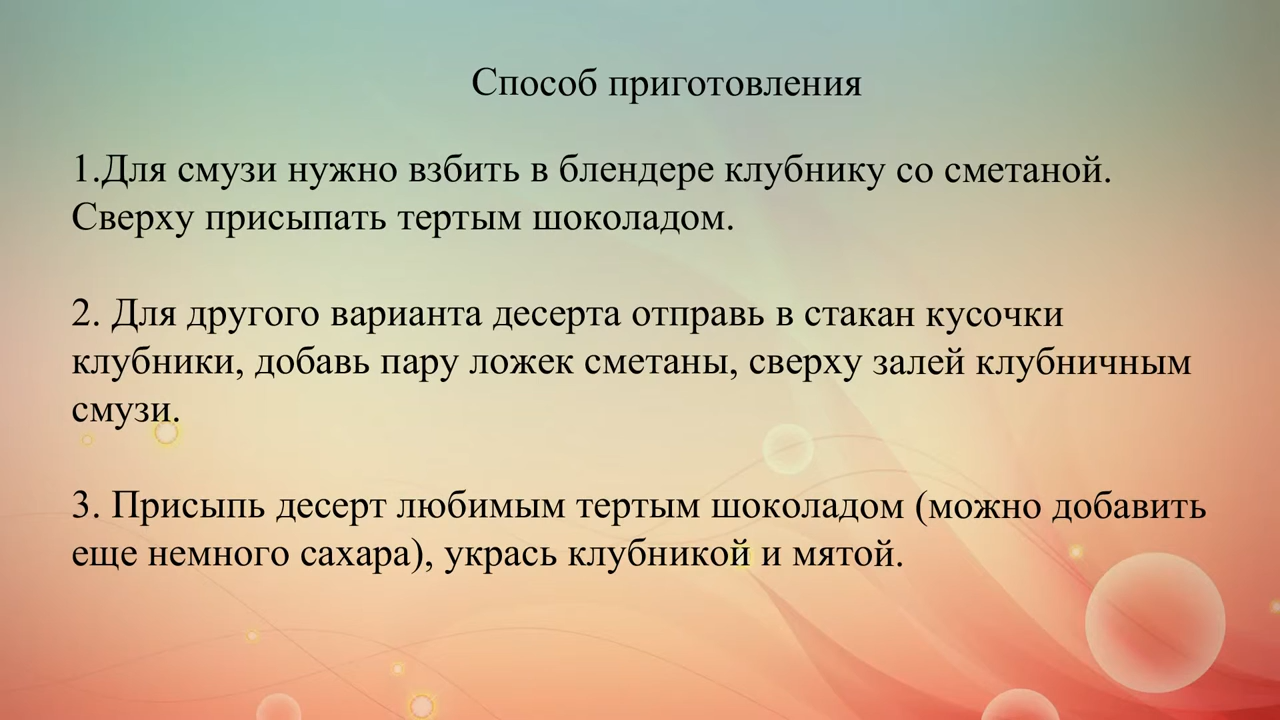 Способ приготовления
1.Для смузи нужно взбить в блендере клубнику со сметаной.
Сверху присыпать тертым шоколадом.
2. Для другого варианта десерта отправь в стакан кусочки
клубники, добавь пару ложек сметаны, сверху залей клубничным
смузи.
3. Присыпь десерт любимым тертым шоколадом (можно добавить
еще немного сахара), укрась клубникой и мятой.